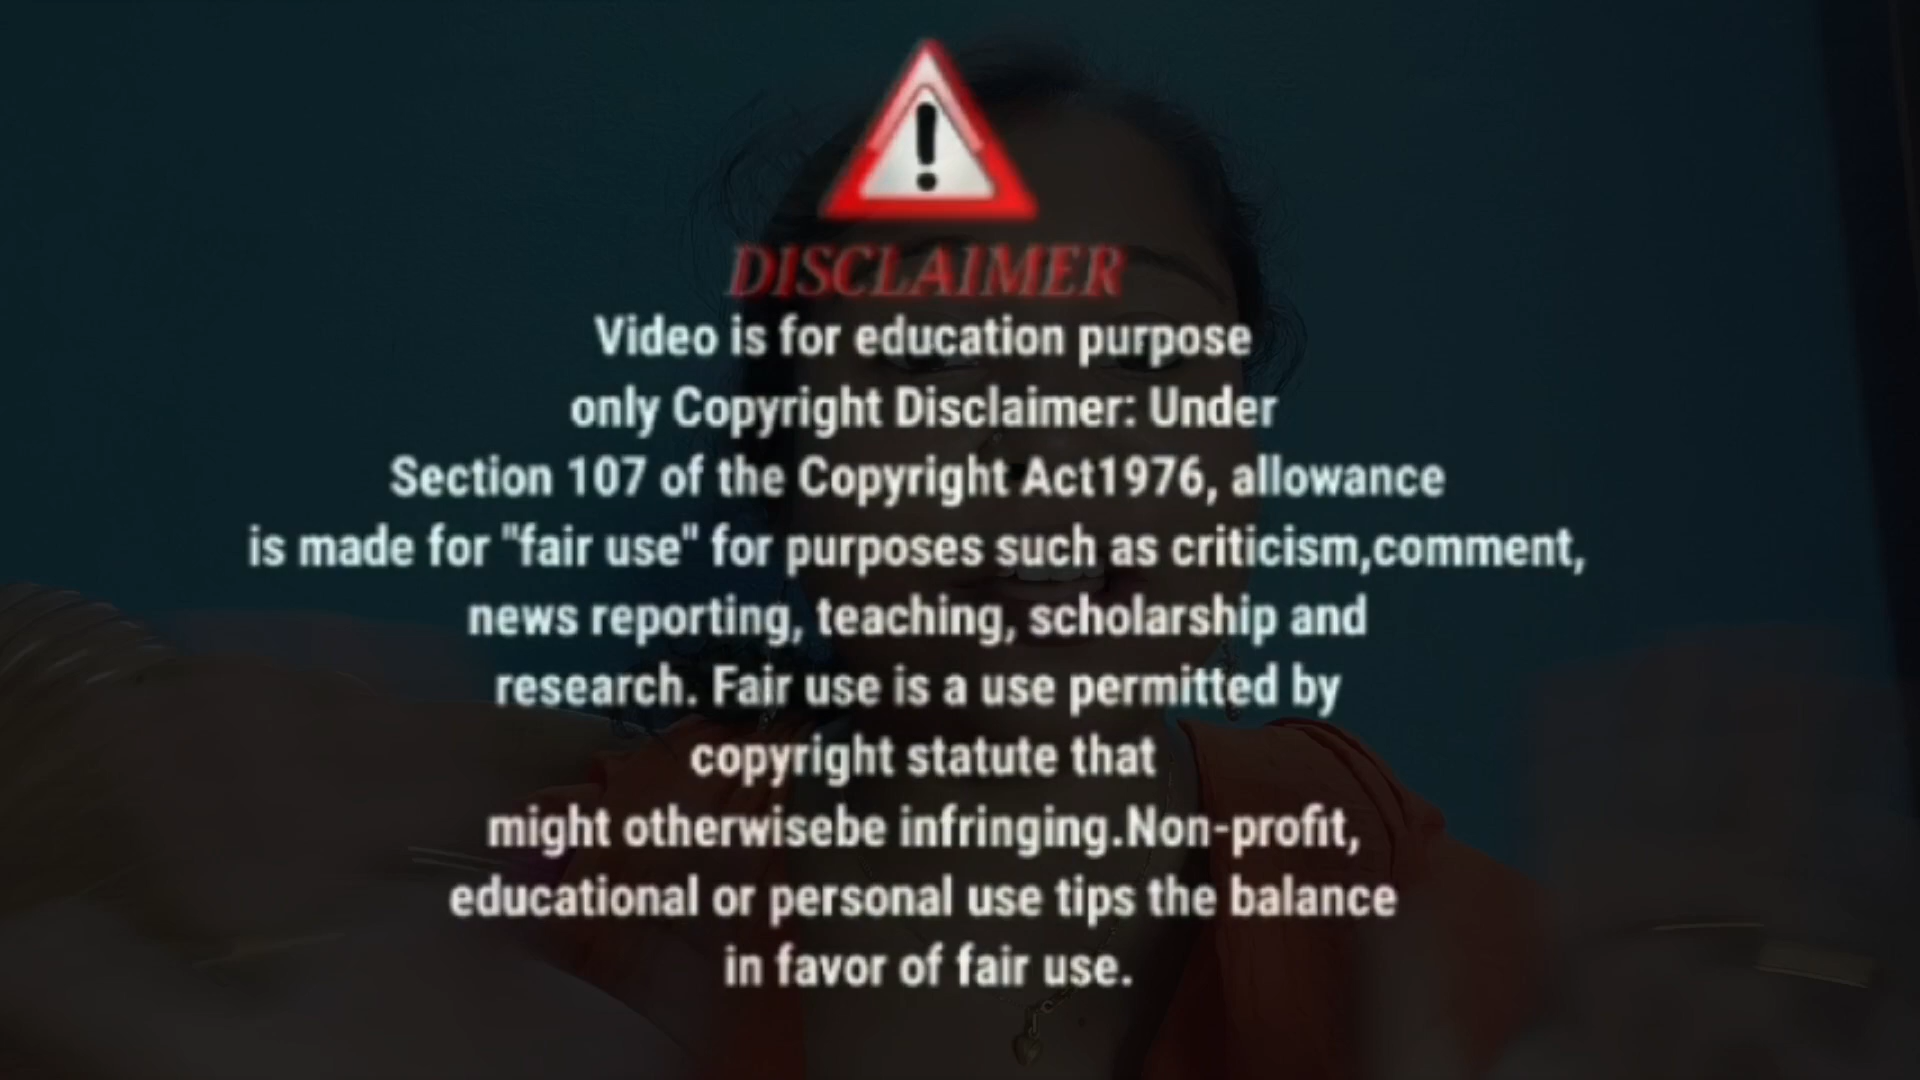 DISCLAIMER
Video is for education purpose
only Copyright Disclaimer: Under
Section 107 of the Copyright Act1976, allowance
is made for "fair use" for purposes such as criticism,comment,
news reporting, teaching, scholarship and
research. Fair use is a use permitted by
copyright statute that
might otherwisebe infringing.Non-profit,
educational or personal use tips the balance
in favor of fair use.